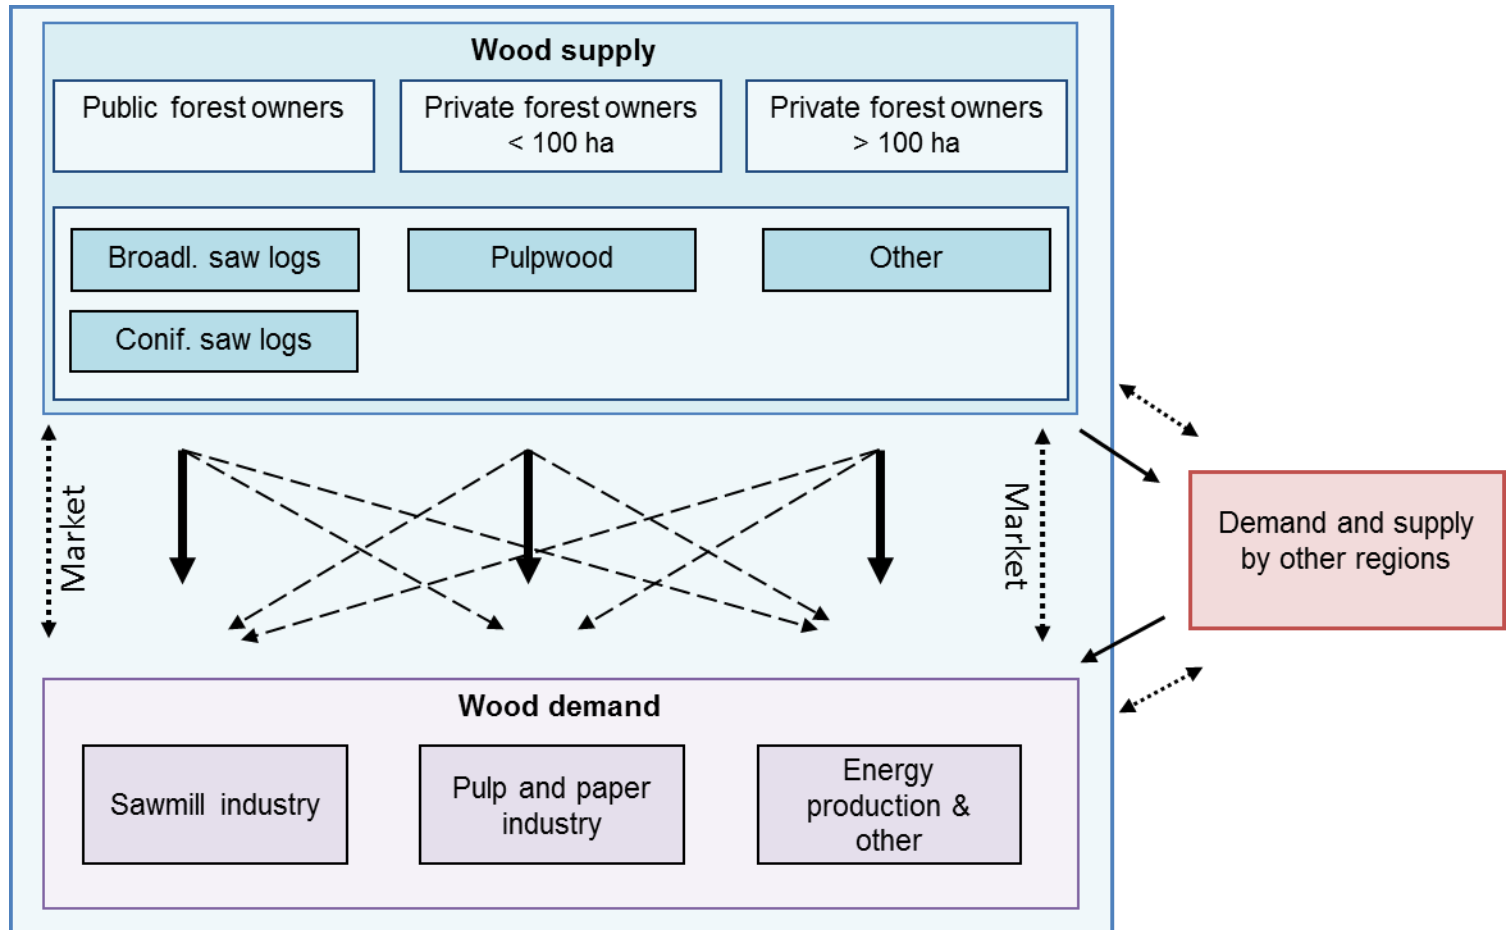 Wood supply
Public forest owners
Private forest owners
< 100 ha
Private forest owners
> 100 ha
Broadl. saw logs
Pulpwood
Other
Conif. saw logs
Market
Market
Demand and supply
by other regions
Wood demand
Sawmill industry
Pulp and paper
industry
Energy
production &
other